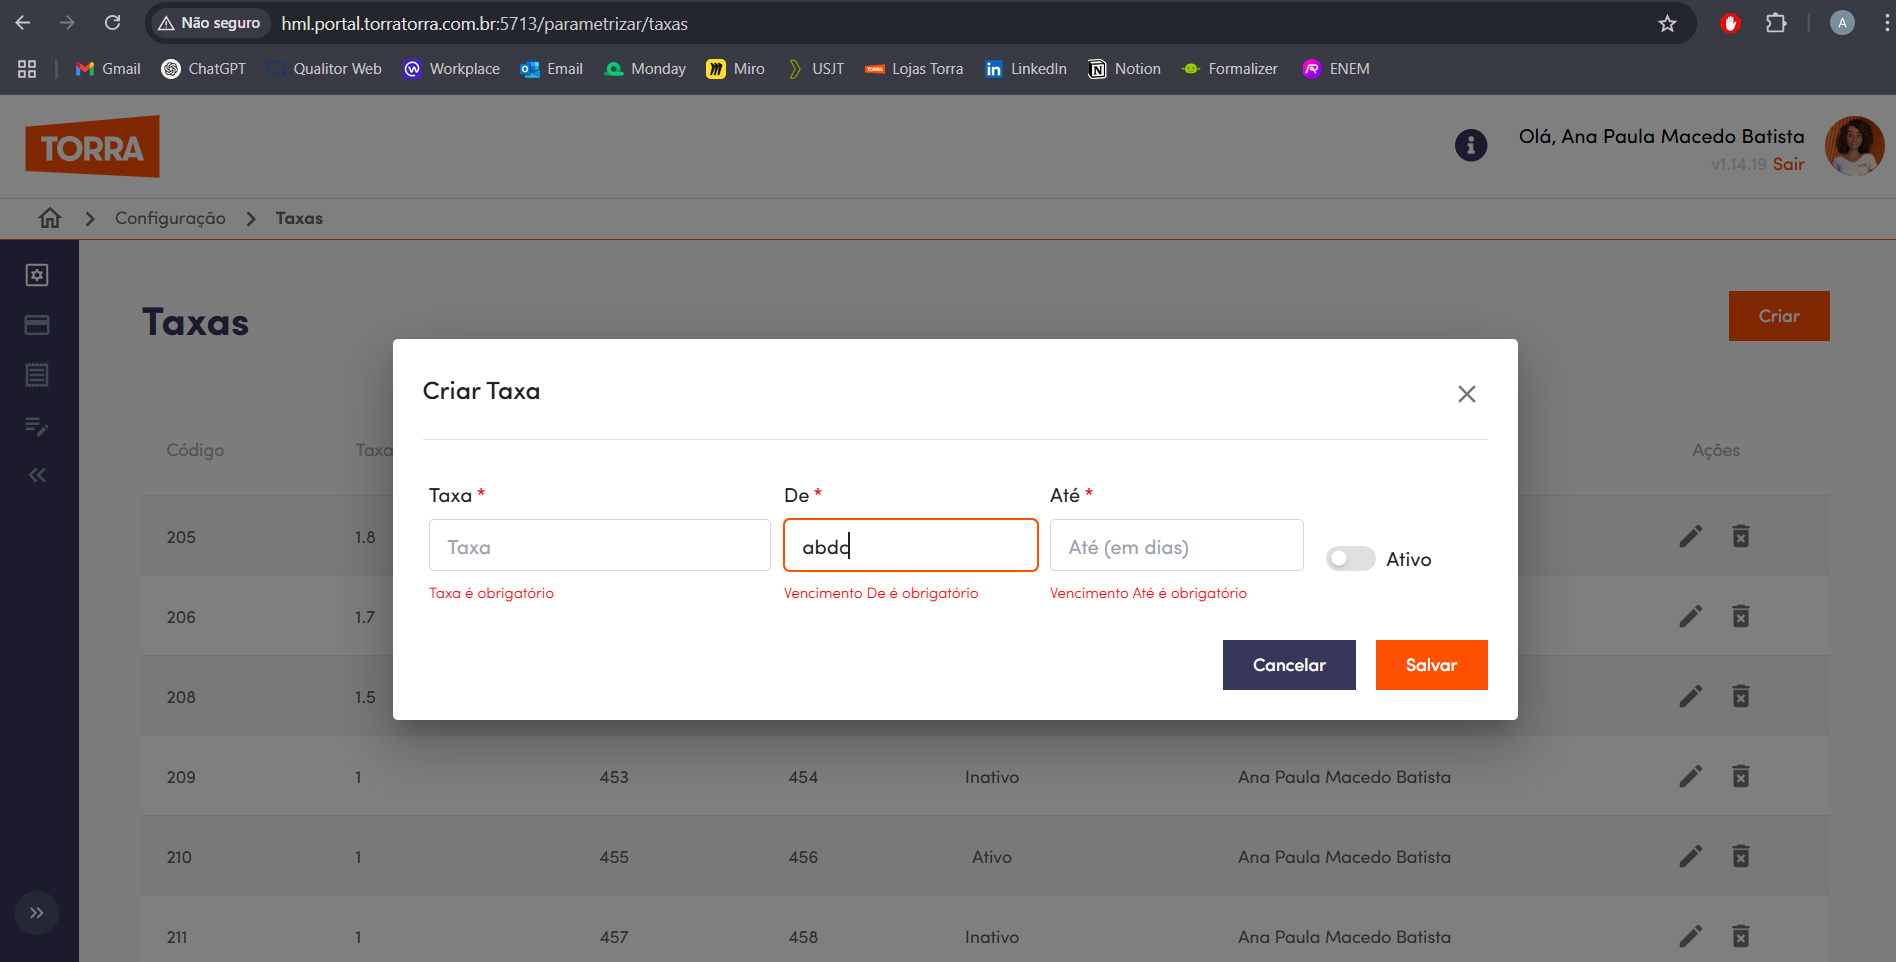 Não seguro hml.portal.torratorra.com.br:5713/parametrizar/taxas A
Gmail ChatGPT Qualitor Web Workplace Email Monday Miro USJT Lojas Torra LinkedIn Notion Formalizer ENEM
TORRA
Olá, Ana Paula Macedo Batista
v1.14.19 Sair
Configuração Taxas
Taxas
Criar
Criar Taxa
Código Taxa Ações
Taxa * De * Até *
Taxa abdc Até (em dias) Ativo
Taxa é obrigatório Vencimento De é obrigatório Vencimento Até é obrigatório
Cancelar Salvar
205 1.8
206 1.7
208 1.5
209 1 453 454 Inativo Ana Paula Macedo Batista
210 1 455 456 Ativo Ana Paula Macedo Batista
211 1 457 458 Inativo Ana Paula Macedo Batista